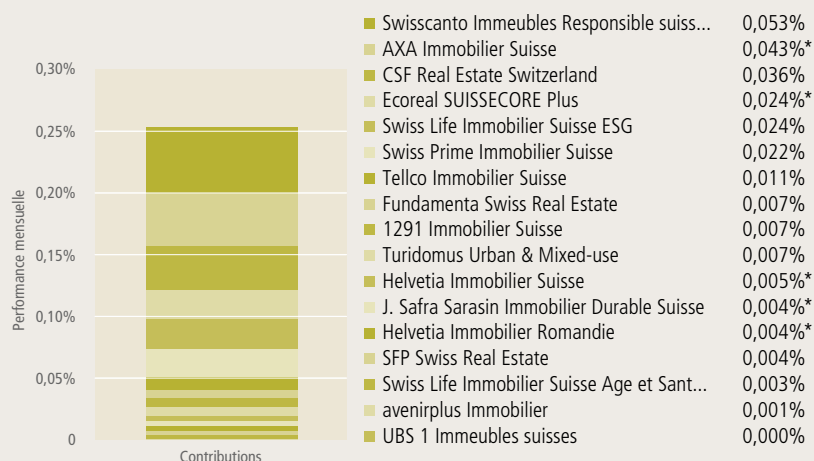 Performance mensuelle
0,30%
0,25%
0,20%
0,15%
0,10%
0,05%
0
Contributions
Swisscanto Immeubles Responsible suiss... 0,053%
AXA Immobilier Suisse 0,043%*
CSF Real Estate Switzerland 0,036%
Ecoreal SUISSECORE Plus 0,024%*
Swiss Life Immobilier Suisse ESG 0,024%
Swiss Prime Immobilier Suisse 0,022%
Tellco Immobilier Suisse 0,011%
Fundamenta Swiss Real Estate 0,007%
1291 Immobilier Suisse 0,007%
Turidomus Urban & Mixed-use 0,007%
Helvetia Immobilier Suisse 0,005%*
J. Safra Sarasin Immobilier Durable Suisse 0,004%*
Helvetia Immobilier Romandie 0,004%*
SFP Swiss Real Estate 0,004%
Swiss Life Immobilier Suisse Age et Sant... 0,003%
avenirplus Immobilier 0,001%
UBS 1 Immeubles suisses 0,000%